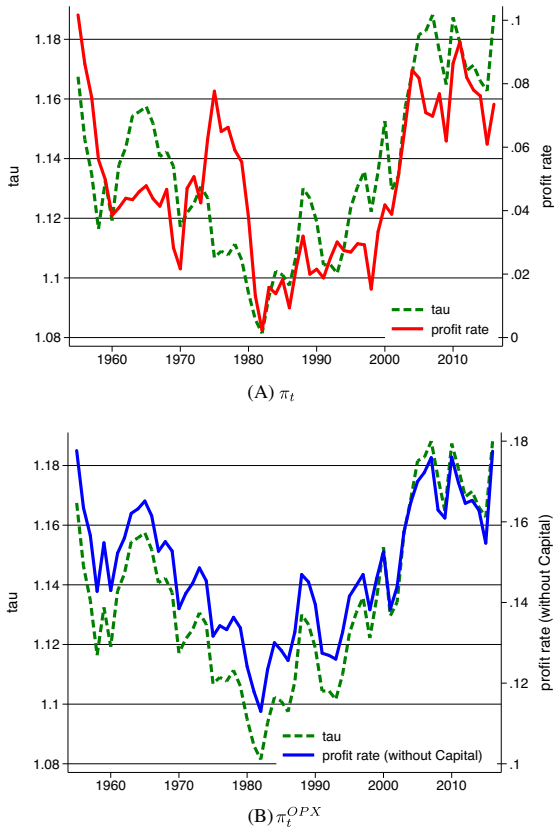 1.18
1.16
1.14
1.12
1.1
1.08
tau
.1
.08
.06
.04
.02
0
profit rate
tau
profit rate
1960 1970 1980 1990 2000 2010
(A) π_t
1.18
1.16
1.14
1.12
1.1
1.08
tau
.18
.16
.14
.12
.1
profit rate (without Capital)
tau
profit rate (without Capital)
1960 1970 1980 1990 2000 2010
(B) π_t^{OPX}